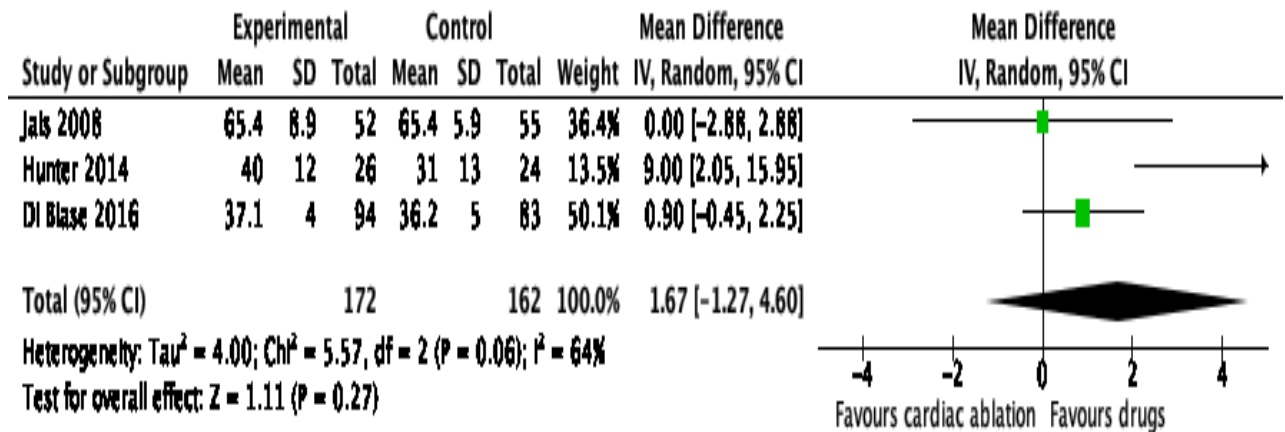 Experimental Control Mean Difference Mean Difference
Study or Subgroup Mean SD Total Mean SD Total Weight IV, Random, 95% CI IV, Random, 95% CI
Jais 2008 65.4 8.9 52 65.4 5.9 55 36.4% 0.00 [−2.88, 2.88]
Hunter 2014 40 12 26 31 13 24 13.5% 9.00 [2.05, 15.95]
Di Biase 2016 37.1 4 94 36.2 5 83 50.1% 0.90 [−0.45, 2.25]
Total (95% CI) 172 162 100.0% 1.67 [−1.27, 4.60]
Heterogeneity: Tau² = 4.00; Chi² = 5.57, df = 2 (P = 0.06); I² = 64%
Test for overall effect: Z = 1.11 (P = 0.27)
−4 −2 0 2 4
Favours cardiac ablation Favours drugs